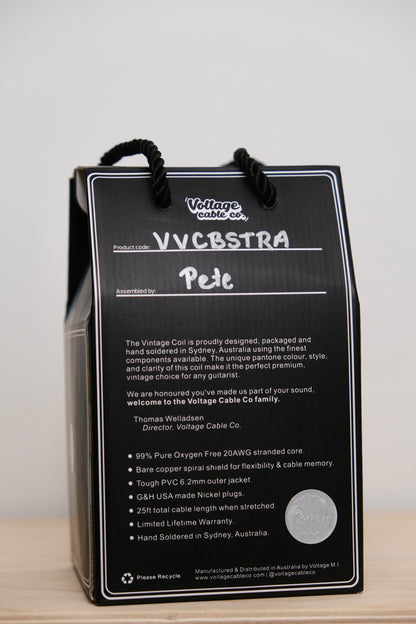 Voltage
cable co.
Product code: VVCBSTRA
Assembled by: Pete
The Vintage Coil is proudly designed, packaged and
hand soldered in Sydney, Australia using the finest
components available. The unique pantone colour, style,
and clarity of this coil make it the perfect premium,
vintage choice for any guitarist.
We are honoured you've made us part of your sound,
welcome to the Voltage Cable Co family.
Thomas Welladsen
Director, Voltage Cable Co.
• 99% Pure Oxygen Free 20AWG stranded core.
• Bare copper spiral shield for flexibility & cable memory.
• Tough PVC 6.2mm outer jacket.
• G&H USA made Nickel plugs.
• 25ft total cable length when stretched.
• Limited Lifetime Warranty.
• Hand Soldered in Sydney, Australia.
Please Recycle.
Manufactured & Distributed in Australia by Voltage M.I.
www.voltagecableco.com | @voltagecableco